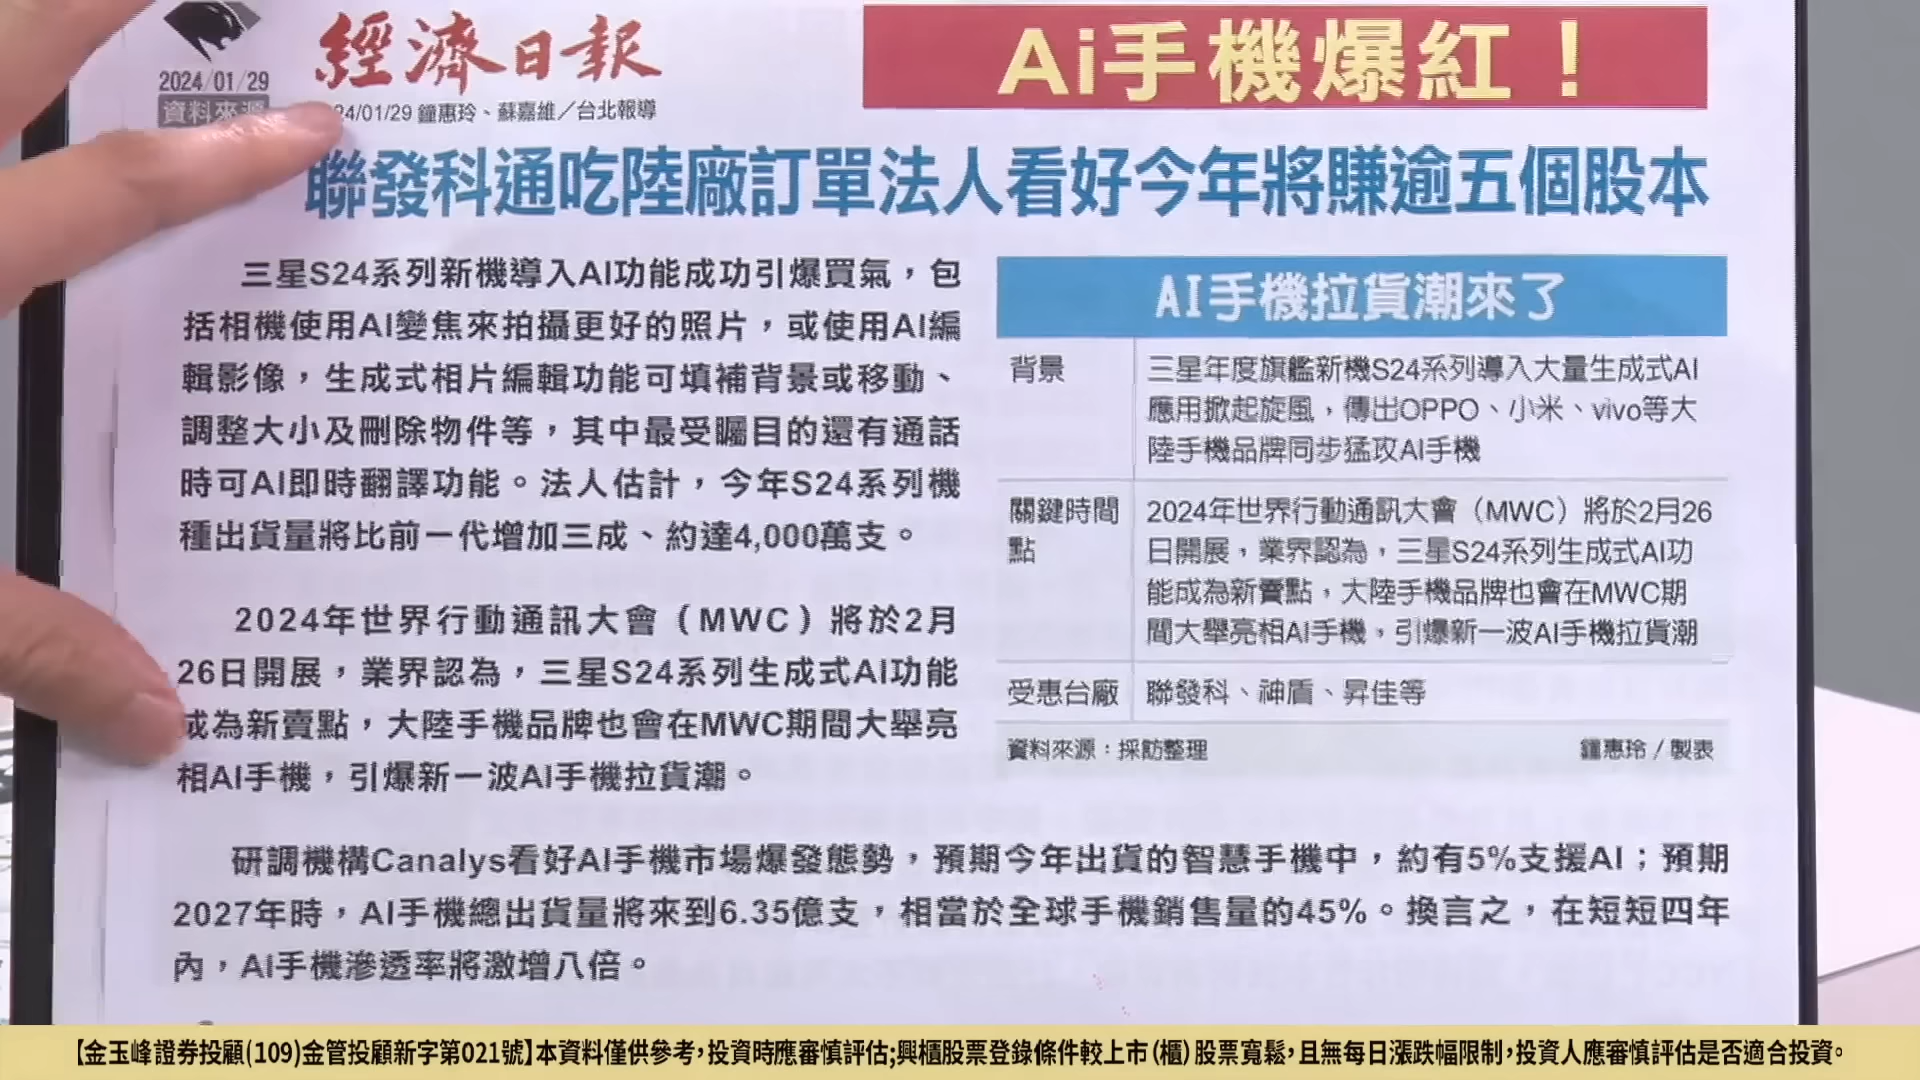 2024/01/29
資料來源
經濟日報
24/01/29 鐘惠玲、蘇嘉維／台北報導
Ai手機爆紅！
聯發科通吃陸廠訂單法人看好今年將賺逾五個股本
三星S24系列新機導入AI功能成功引爆買氣，包
括相機使用AI變焦來拍攝更好的照片，或使用AI編
輯影像，生成式相片編輯功能可填補背景或移動、
調整大小及刪除物件等，其中最受矚目的還有通話
時可AI即時翻譯功能。法人估計，今年S24系列機
種出貨量將比前一代增加三成、約達4,000萬支。
2024年世界行動通訊大會（MWC）將於2月
26日開展，業界認為，三星S24系列生成式AI功能
成為新賣點，大陸手機品牌也會在MWC期間大舉亮
相AI手機，引爆新一波AI手機拉貨潮。
AI手機拉貨潮來了
背景
三星年度旗艦新機S24系列導入大量生成式AI
應用掀起旋風，傳出OPPO、小米、vivo等大
陸手機品牌同步猛攻AI手機
關鍵時間
點
2024年世界行動通訊大會（MWC）將於2月26
日開展，業界認為，三星S24系列生成式AI功
能成為新賣點，大陸手機品牌也會在MWC期
間大舉亮相AI手機，引爆新一波AI手機拉貨潮
受惠台廠
聯發科、神盾、昇佳等
資料來源：採訪整理
鐘惠玲／製表
研調機構Canalys看好AI手機市場爆發態勢，預期今年出貨的智慧手機中，約有5%支援AI；預期
2027年時，AI手機總出貨量將來到6.35億支，相當於全球手機銷售量的45%。換言之，在短短四年
內，AI手機滲透率將激增八倍。
【金玉峰證券投顧(109)金管投顧新字第021號】本資料僅供參考，投資時應審慎評估；興櫃股票登錄條件較上市(櫃)股票寬鬆，且無每日漲跌幅限制，投資人應審慎評估是否適合投資。